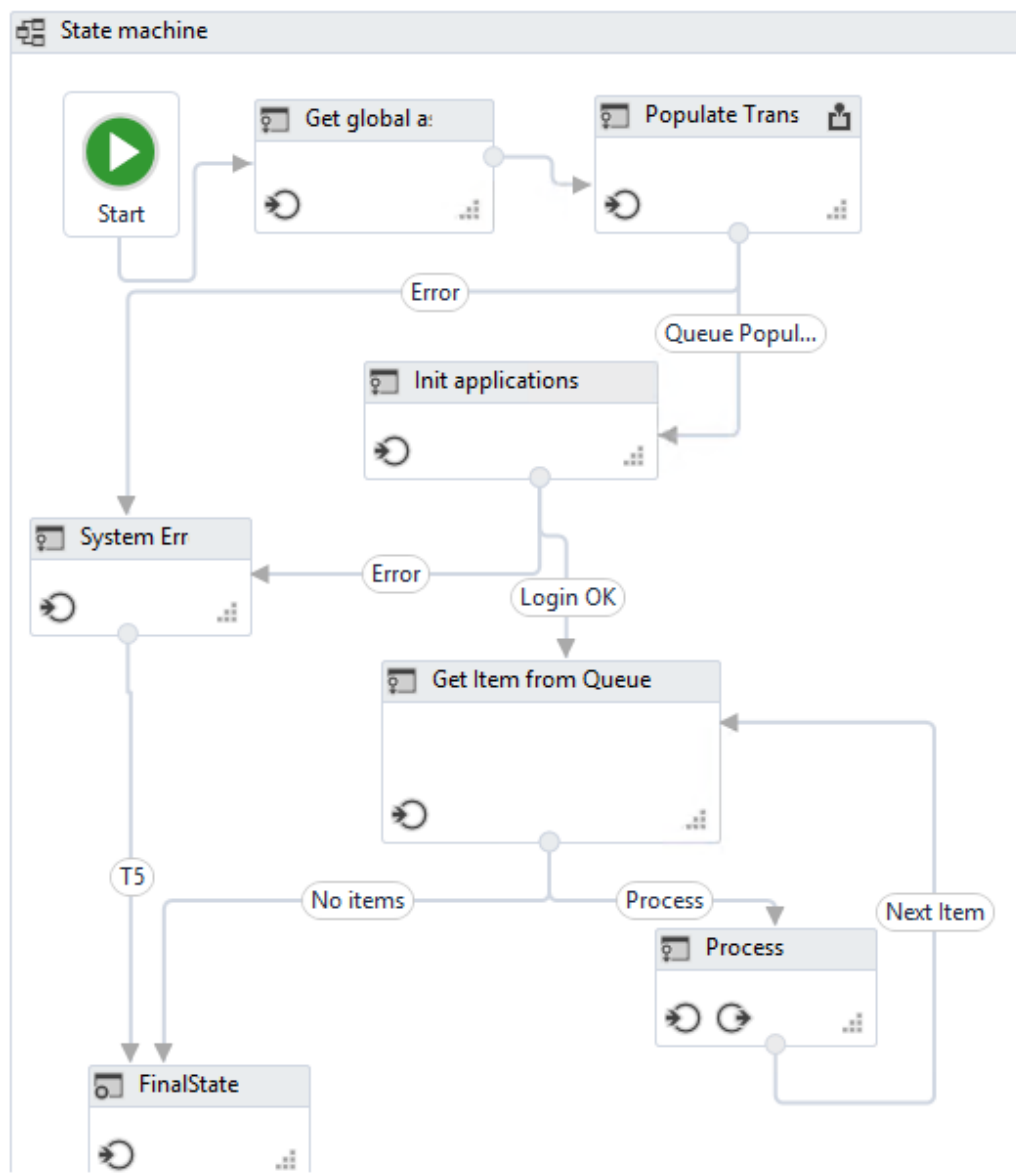 State machine
Start
Get global a
Populate Trans
Error
Queue Popul...
Init applications
System Err
Error
Login OK
Get Item from Queue
T5
No items
Process
Next Item
Process
FinalState